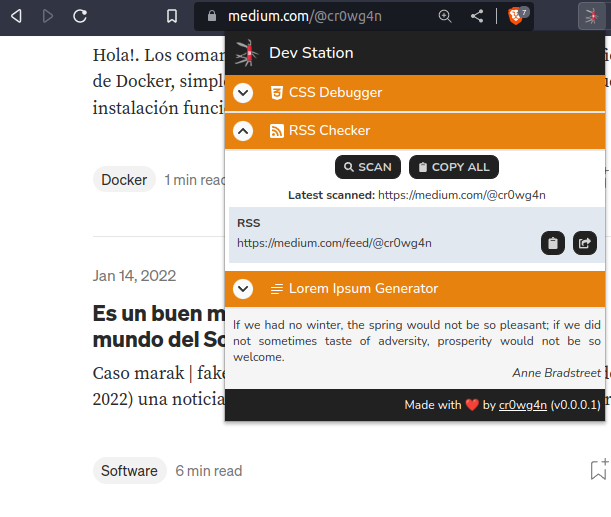 medium.com/@cr0wg4n
7
Dev Station
Hola!. Los coman
de Docker, simple
instalación funci
CSS Debugger
RSS Checker
SCAN COPY ALL
Latest scanned: https://medium.com/@cr0wg4n
RSS
https://medium.com/feed/@cr0wg4n
Docker 1 min read
Lorem Ipsum Generator
If we had no winter, the spring would not be so pleasant; if we did
not sometimes taste of adversity, prosperity would not be so
welcome.
Anne Bradstreet
Made with ❤️ by cr0wg4n (v0.0.0.1)
Jan 14, 2022
Es un buen m
mundo del So
Caso marak | fake
2022) una noticia
Software 6 min read